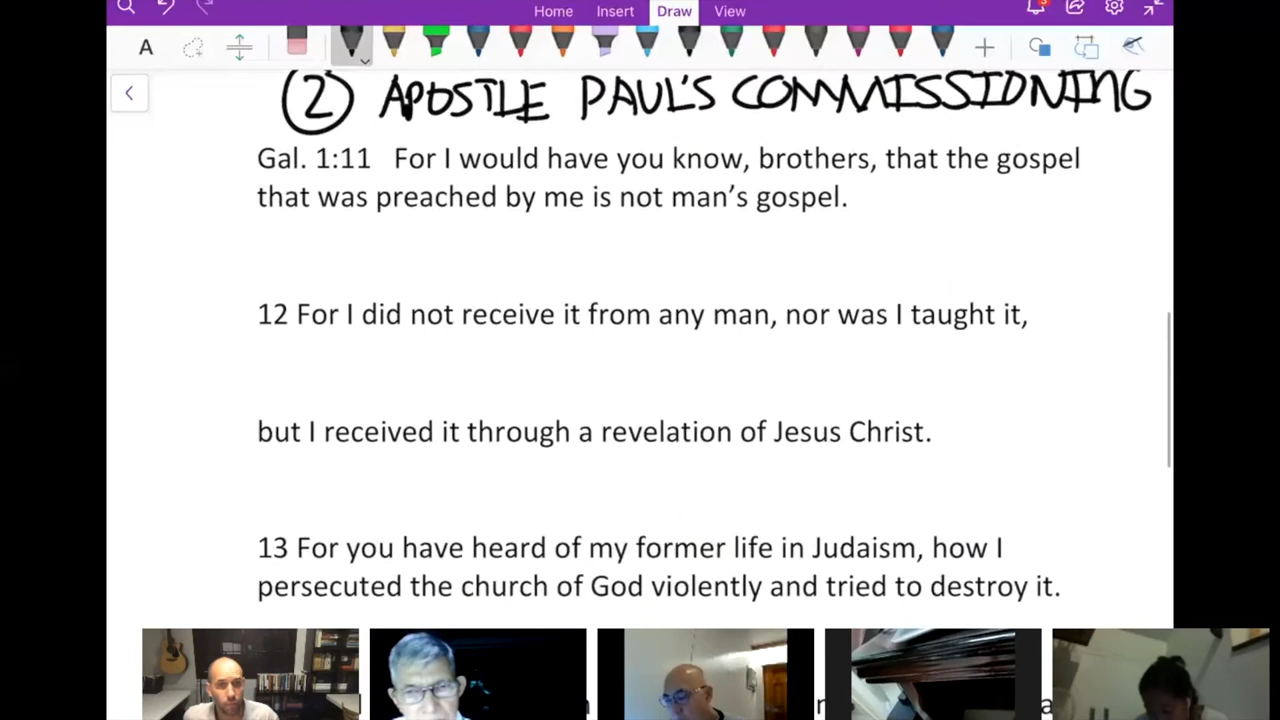 Home Insert Draw View
A
② APOSTLE PAUL'S COMMISSIONING
Gal. 1:11 For I would have you know, brothers, that the gospel
that was preached by me is not man’s gospel.
12 For I did not receive it from any man, nor was I taught it,
but I received it through a revelation of Jesus Christ.
13 For you have heard of my former life in Judaism, how I
persecuted the church of God violently and tried to destroy it.